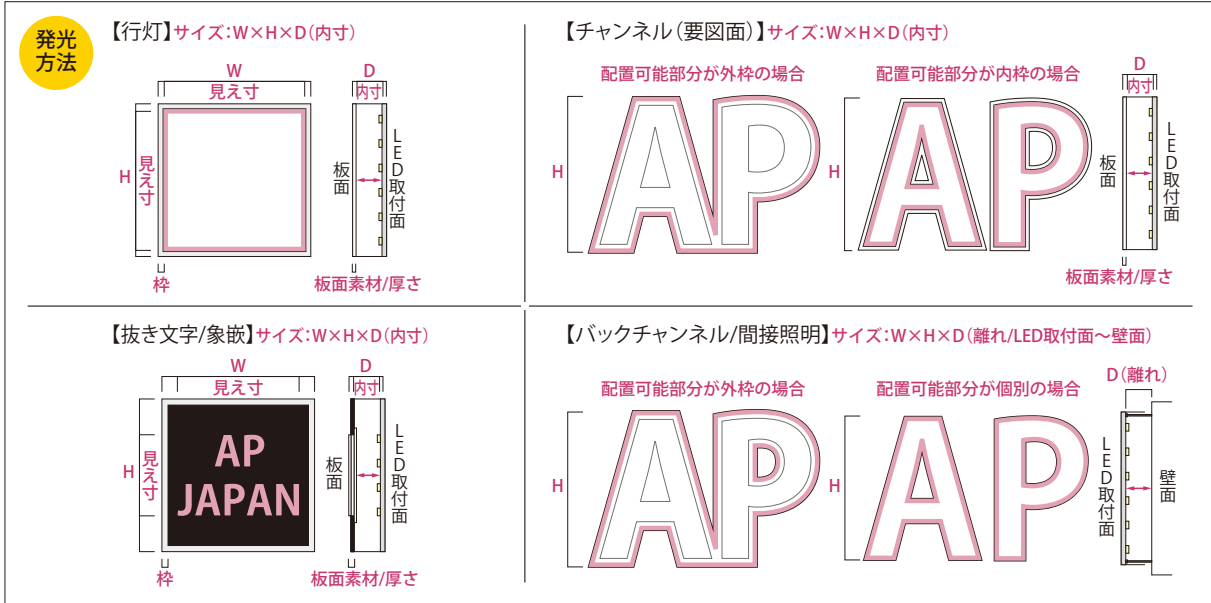 発光
方法
【行灯】サイズ：W×H×D（内寸）
W
見え寸
D
内寸
H
見え寸
板面
LED取付面
枠
板面素材/厚さ
【チャンネル（要図面）】サイズ：W×H×D（内寸）
配置可能部分が外枠の場合
H
AP
配置可能部分が内枠の場合
H
AP
D
内寸
板面
LED取付面
板面素材/厚さ
【抜き文字/象嵌】サイズ：W×H×D（内寸）
W
見え寸
D
内寸
H
見え寸
AP
JAPAN
板面
LED取付面
枠
板面素材/厚さ
【バックチャンネル/間接照明】サイズ：W×H×D（離れ/LED取付面～壁面）
配置可能部分が外枠の場合
H
AP
配置可能部分が個別の場合
H
AP
D（離れ）
LED取付面
壁面